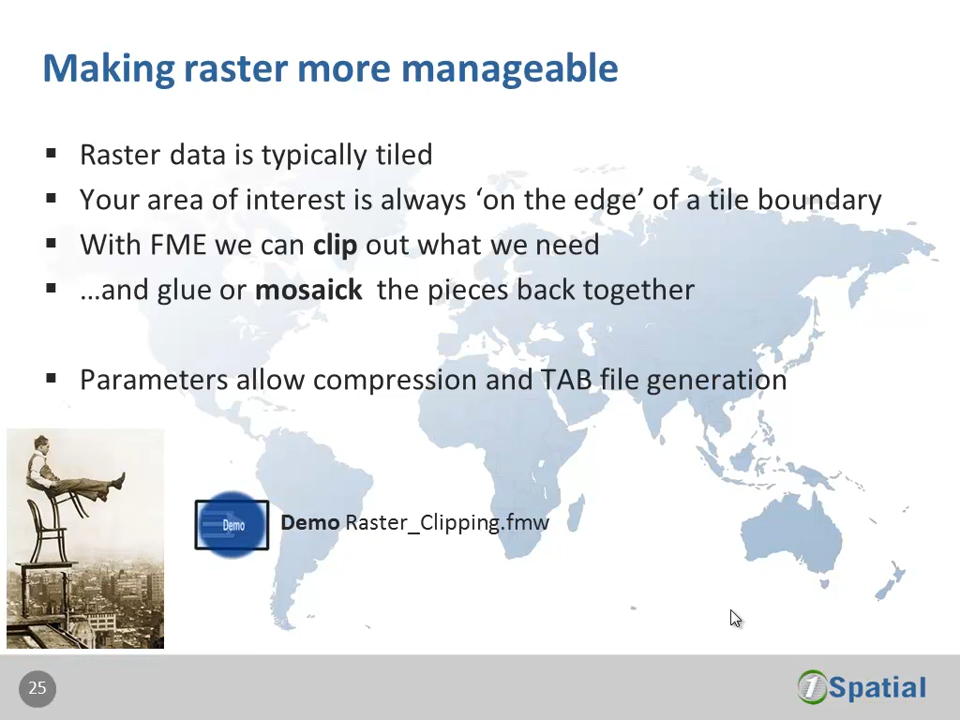 Making raster more manageable
▪ Raster data is typically tiled
▪ Your area of interest is always ‘on the edge’ of a tile boundary
▪ With FME we can clip out what we need
▪ …and glue or mosaick the pieces back together
▪ Parameters allow compression and TAB file generation
Demo
Demo Raster_Clipping.fmw
25
1Spatial